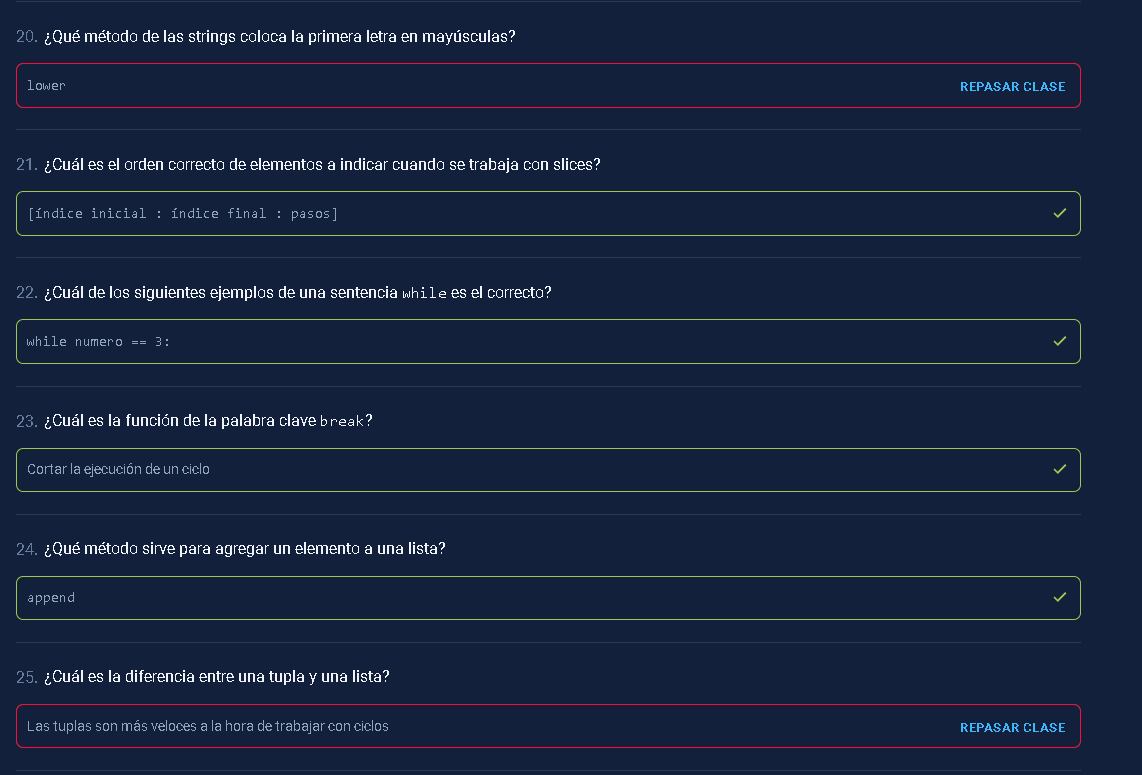 20. ¿Qué método de las strings coloca la primera letra en mayúsculas?
lower
REPASAR CLASE
21. ¿Cuál es el orden correcto de elementos a indicar cuando se trabaja con slices?
[índice inicial : índice final : pasos]
22. ¿Cuál de los siguientes ejemplos de una sentencia while es el correcto?
while numero == 3:
23. ¿Cuál es la función de la palabra clave break?
Cortar la ejecución de un ciclo
24. ¿Qué método sirve para agregar un elemento a una lista?
append
25. ¿Cuál es la diferencia entre una tupla y una lista?
Las tuplas son más veloces a la hora de trabajar con ciclos
REPASAR CLASE